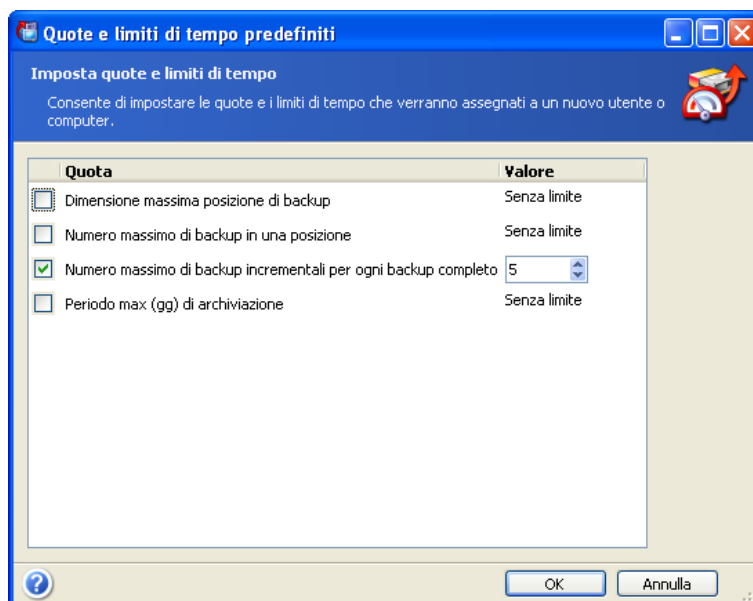 Quote e limiti di tempo predefiniti
Imposta quote e limiti di tempo
Consente di impostare le quote e i limiti di tempo che verranno assegnati a un nuovo utente o
computer.
Quota Valore
Dimensione massima posizione di backup Senza limite
Numero massimo di backup in una posizione Senza limite
Numero massimo di backup incrementali per ogni backup completo 5
Periodo max (gg) di archiviazione Senza limite
? OK Annulla